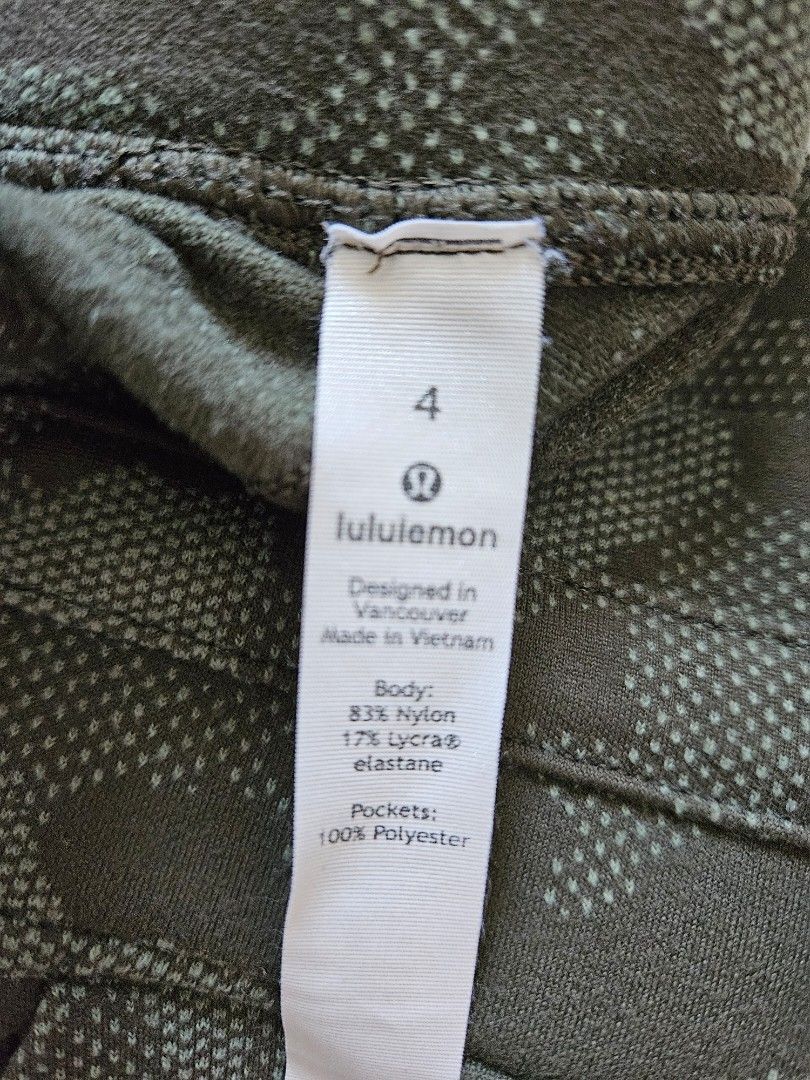 4
lululemon
Designed in
Vancouver
Made in Vietnam
Body:
83% Nylon
17% Lycra®
elastane
Pockets:
100% Polyester